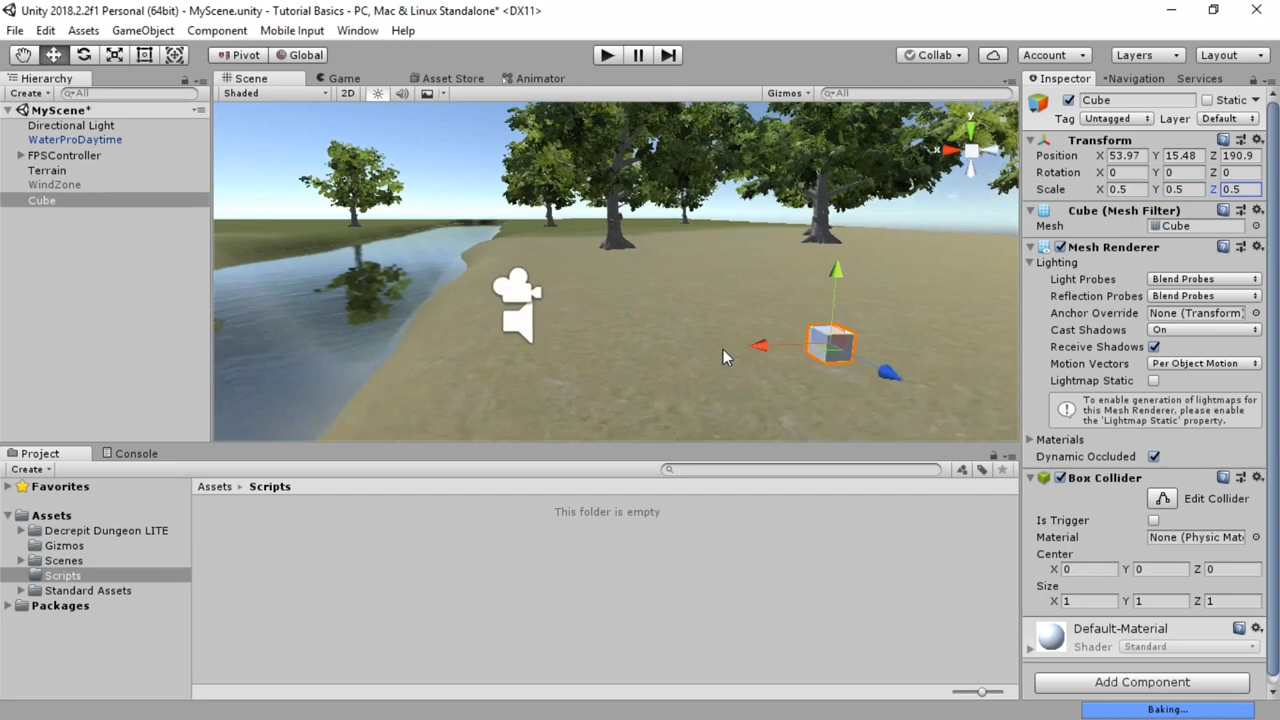 Unity 2018.2.2f1 Personal (64bit) - MyScene.unity - Tutorial Basics - PC, Mac & Linux Standalone* <DX11>
File Edit Assets GameObject Component Mobile Input Window Help
Pivot Global Collab Account Layers Layout
Hierarchy Scene Game Asset Store Animator Inspector Navigation Services
Create All Shaded 2D Gizmos All
MyScene*
Directional Light
WaterProDaytime
FPSController
Terrain
WindZone
Cube
y
x
Cube Static
Tag Untagged Layer Default
Transform
Position X 53.97 Y 15.48 Z 190.9
Rotation X 0 Y 0 Z 0
Scale X 0.5 Y 0.5 Z 0.5
Cube (Mesh Filter)
Mesh Cube
Mesh Renderer
Lighting
Light Probes Blend Probes
Reflection Probes Blend Probes
Anchor Override None (Transform)
Cast Shadows On
Receive Shadows
Motion Vectors Per Object Motion
Lightmap Static
To enable generation of lightmaps for
this Mesh Renderer, please enable
the 'Lightmap Static' property.
Materials
Dynamic Occluded
Box Collider
Edit Collider
Is Trigger
Material None (Physic Mate
Center
X 0 Y 0 Z 0
Size
X 1 Y 1 Z 1
Default-Material
Shader Standard
Add Component
Baking...
Project Console
Create
Favorites
Assets
Decrepit Dungeon LITE
Gizmos
Scenes
Scripts
Standard Assets
Packages
Assets Scripts
This folder is empty